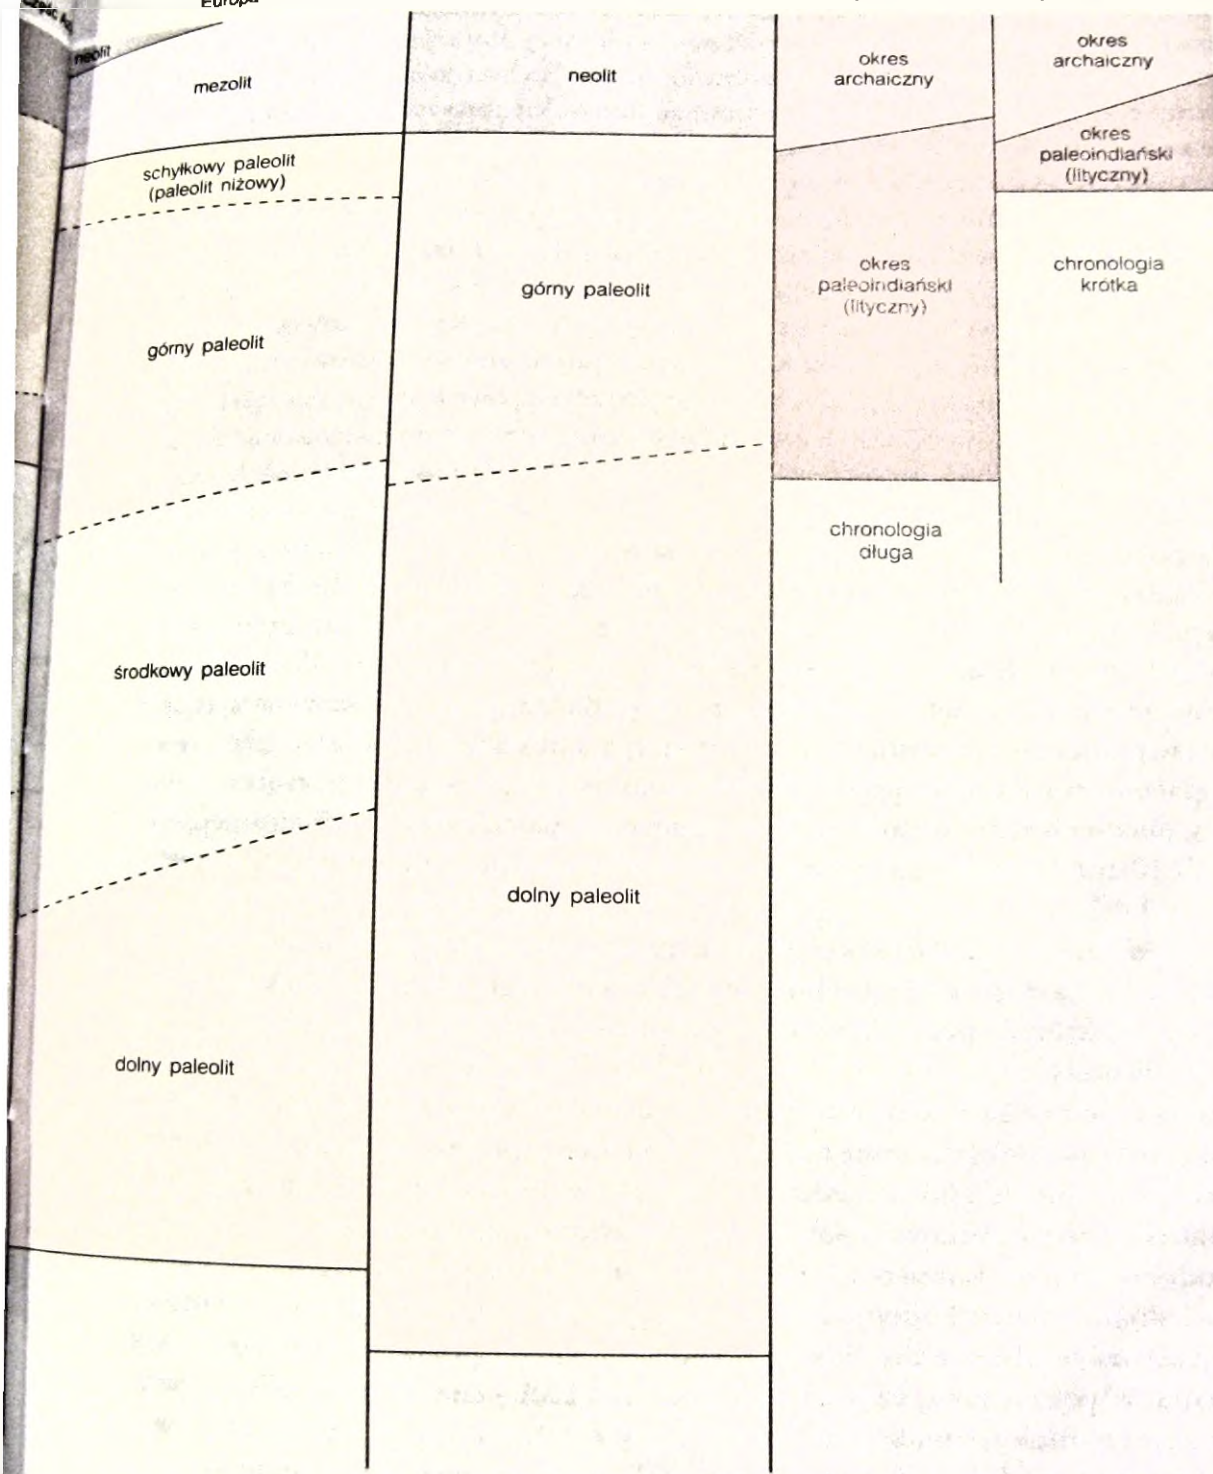 Europa
neolit
mezolit
schyłkowy paleolit
(paleolit niżowy)
górny paleolit
środkowy paleolit
dolny paleolit
neolit
górny paleolit
dolny paleolit
okres
archaiczny
okres
paleoindiański
(lityczny)
chronologia
długa
okres
archaiczny
okres
paleoindiański
(lityczny)
chronologia
krótka